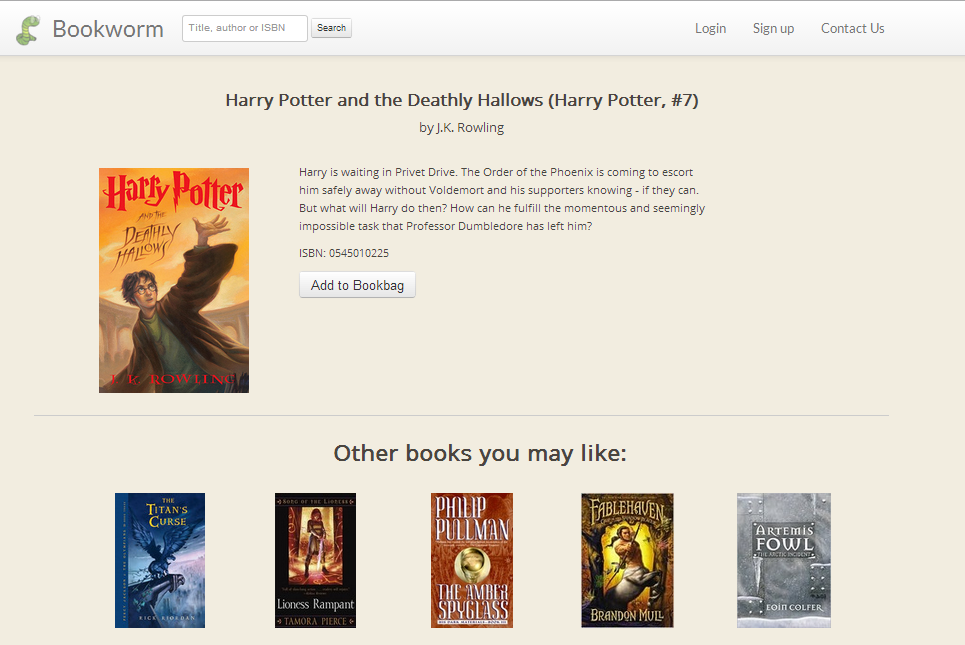 Bookworm
Title, author or ISBN
Search
Login
Sign up
Contact Us
Harry Potter and the Deathly Hallows (Harry Potter, #7)
by J.K. Rowling
Harry Potter
AND THE
DEATHLY
HALLOWS
J. K. ROWLING
Harry is waiting in Privet Drive. The Order of the Phoenix is coming to escort
him safely away without Voldemort and his supporters knowing - if they can.
But what will Harry do then? How can he fulfill the momentous and seemingly
impossible task that Professor Dumbledore has left him?
ISBN: 0545010225
Add to Bookbag
Other books you may like:
THE
TITAN'S
CURSE
RICK RIORDAN
SONG OF THE LIONESS
Lioness Rampant
TAMORA PIERCE
PHILIP
PULLMAN
THE AMBER
SPYGLASS
HIS DARK MATERIALS · BOOK III
FABLEHAVEN
BRANDON MULL
ARTEMIS
FOWL
THE ARCTIC INCIDENT
EOIN COLFER